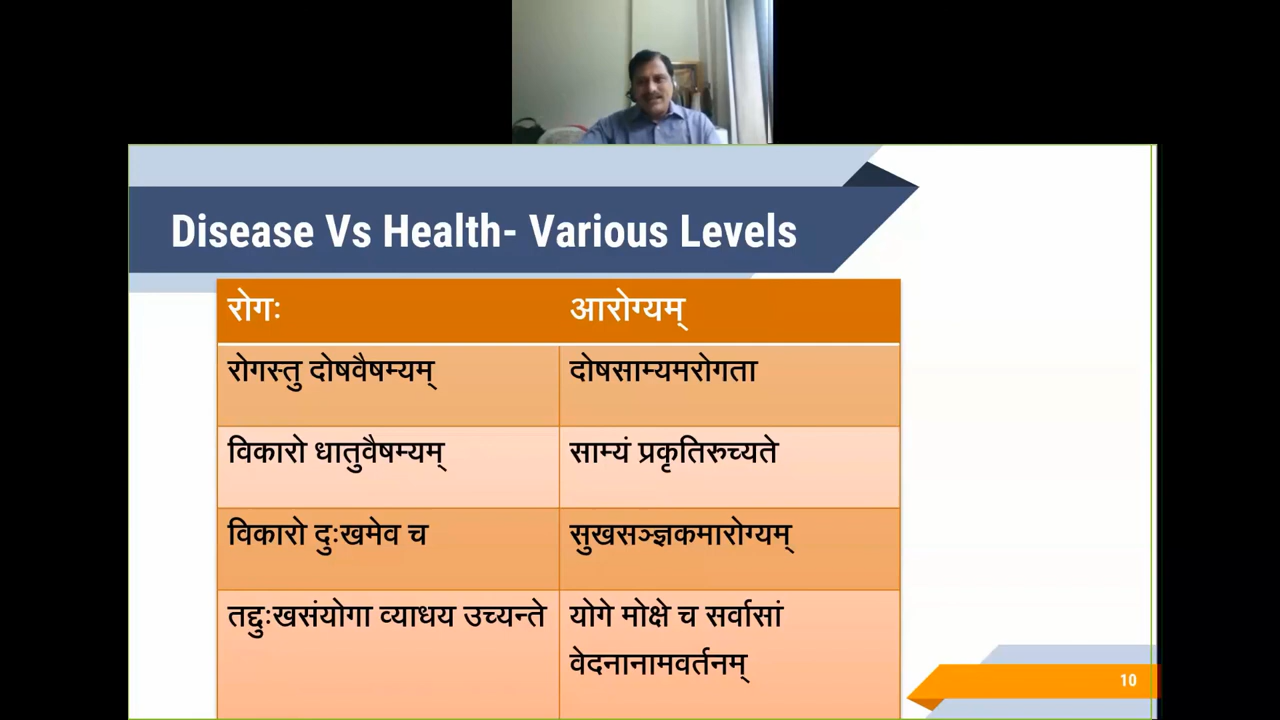 Disease Vs Health- Various Levels
रोगः आरोग्यम्
रोगस्तु दोषवैषम्यम् दोषसाम्यमरोगता
विकारो धातुवैषम्यम् साम्यं प्रकृतिरुच्यते
विकारो दुःखमेव च सुखसञ्ज्ञकमारोग्यम्
तद्दुःखसंयोगा व्याधय उच्यन्ते योगे मोक्षे च सर्वासां
वेदनानामवर्तनम्
10